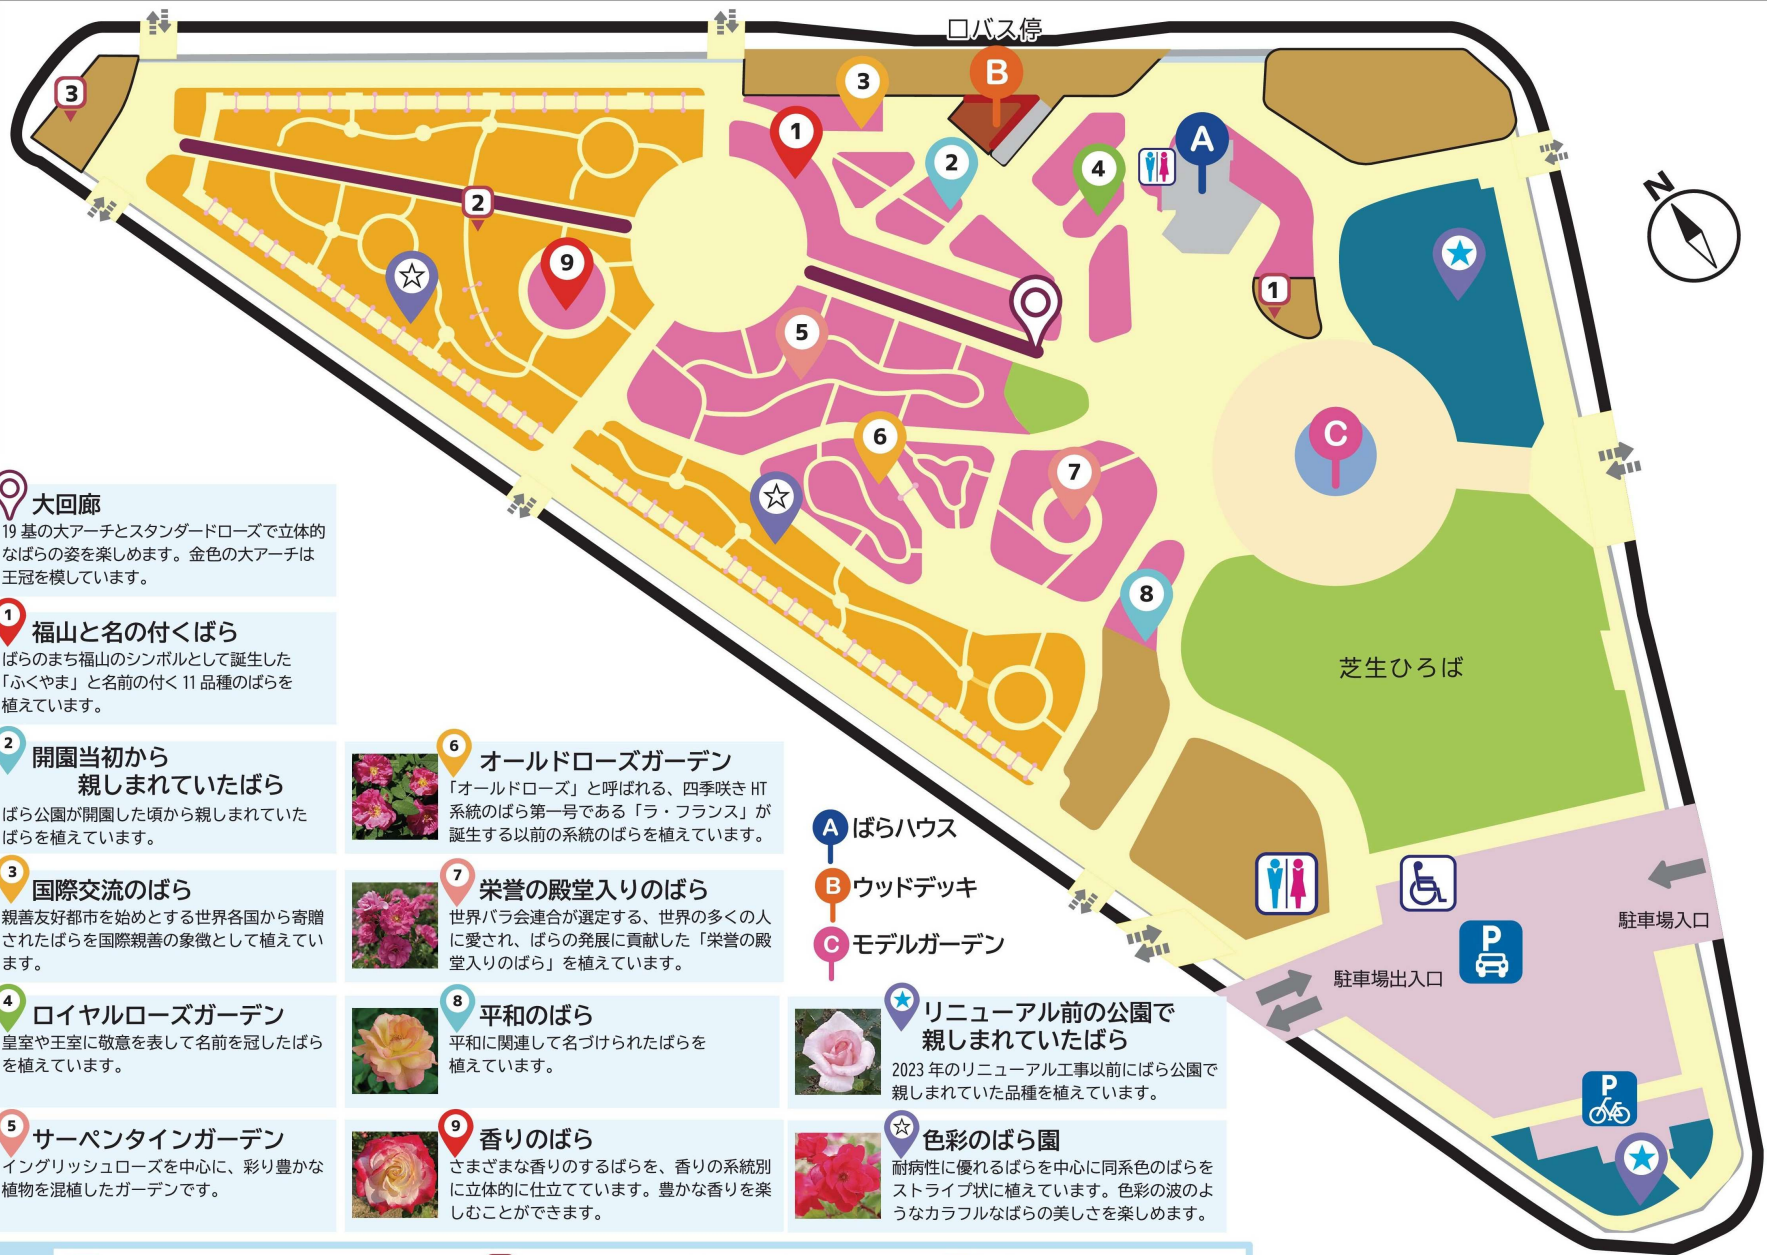 □バス停
B
3
3
1
A
2
4
2
★
9
☆
1
5
C
6
7
☆
8
芝生ひろば
N
大回廊
19 基の大アーチとスタンダードローズで立体的
なばらの姿を楽しめます。金色の大アーチは
王冠を模しています。
1
福山と名の付くばら
ばらのまち福山のシンボルとして誕生した
「ふくやま」と名前の付く 11 品種のばらを
植えています。
2
開園当初から
親しまれていたばら
ばら公園が開園した頃から親しまれていた
ばらを植えています。
3
国際交流のばら
親善友好都市を始めとする世界各国から寄贈
されたばらを国際親善の象徴として植えてい
ます。
4
ロイヤルローズガーデン
皇室や王室に敬意を表して名前を冠したばら
を植えています。
5
サーペンタインガーデン
イングリッシュローズを中心に、彩り豊かな
植物を混植したガーデンです。
6
オールドローズガーデン
「オールドローズ」と呼ばれる、四季咲き HT
系統のばら第一号である「ラ・フランス」が
誕生する以前の系統のばらを植えています。
7
栄誉の殿堂入りのばら
世界バラ会連合が選定する、世界の多くの人
に愛され、ばらの発展に貢献した「栄誉の殿
堂入りのばら」を植えています。
8
平和のばら
平和に関連して名づけられたばらを
植えています。
9
香りのばら
さまざまな香りのするばらを、香りの系統別
に立体的に仕立てています。豊かな香りを楽
しむことができます。
A ばらハウス
B ウッドデッキ
C モデルガーデン
★
リニューアル前の公園で
親しまれていたばら
2023 年のリニューアル工事以前にばら公園で
親しまれていた品種を植えています。
☆
色彩のばら園
耐病性に優れるばらを中心に同系色のばらを
ストライプ状に植えています。色彩の波のよ
うなカラフルなばらの美しさを楽しめます。
駐車場入口
P
駐車場出入口
P
★